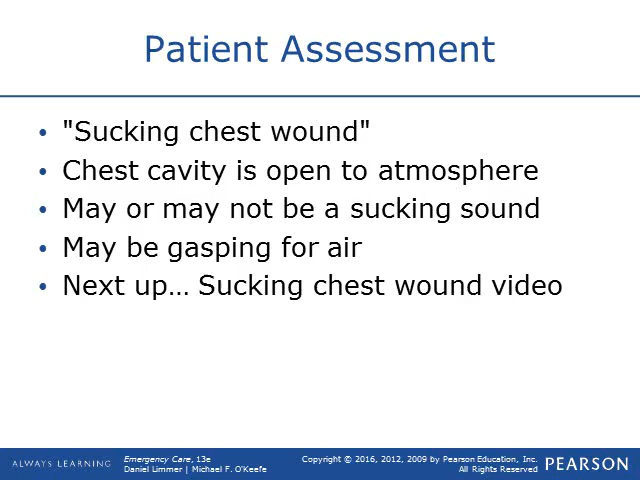 Patient Assessment
• "Sucking chest wound"
• Chest cavity is open to atmosphere
• May or may not be a sucking sound
• May be gasping for air
• Next up… Sucking chest wound video
ALWAYS LEARNING
Emergency Care, 13e
Daniel Limmer | Michael F. O'Keefe
Copyright © 2016, 2012, 2009 by Pearson Education, Inc.
All Rights Reserved
PEARSON